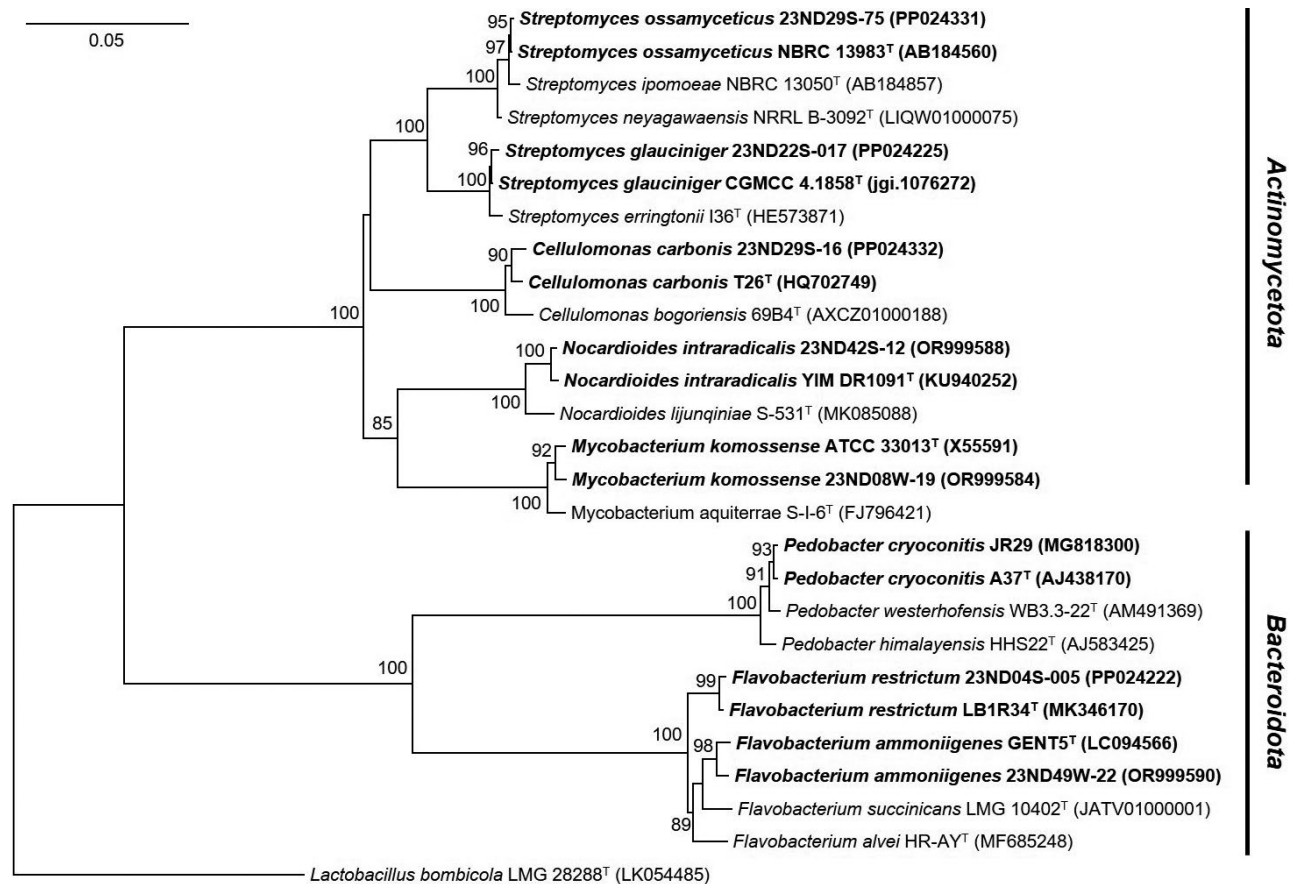 0.05
95
Streptomyces ossamyceticus 23ND29S-75 (PP024331)
97
Streptomyces ossamyceticus NBRC 13983ᵀ (AB184560)
100
Streptomyces ipomoeae NBRC 13050ᵀ (AB184857)
Streptomyces neyagawaensis NRRL B-3092ᵀ (LIQW01000075)
100
96
Streptomyces glauciniger 23ND22S-017 (PP024225)
100
Streptomyces glauciniger CGMCC 4.1858ᵀ (jgi.1076272)
Streptomyces erringtonii I36ᵀ (HE573871)
90
Cellulomonas carbonis 23ND29S-16 (PP024332)
Cellulomonas carbonis T26ᵀ (HQ702749)
100
Cellulomonas bogoriensis 69B4ᵀ (AXCZ01000188)
100
100
Nocardioides intraradicalis 23ND42S-12 (OR999588)
Nocardioides intraradicalis YIM DR1091ᵀ (KU940252)
100
Nocardioides lijunqiniae S-531ᵀ (MK085088)
85
92
Mycobacterium komossense ATCC 33013ᵀ (X55591)
Mycobacterium komossense 23ND08W-19 (OR999584)
100
Mycobacterium aquiterrae S-I-6ᵀ (FJ796421)
Actinomycetota
93
Pedobacter cryoconitis JR29 (MG818300)
91
Pedobacter cryoconitis A37ᵀ (AJ438170)
100
Pedobacter westerhofensis WB3.3-22ᵀ (AM491369)
Pedobacter himalayensis HHS22ᵀ (AJ583425)
100
99
Flavobacterium restrictum 23ND04S-005 (PP024222)
Flavobacterium restrictum LB1R34ᵀ (MK346170)
100
98
Flavobacterium ammoniigenes GENT5ᵀ (LC094566)
Flavobacterium ammoniigenes 23ND49W-22 (OR999590)
Flavobacterium succinicans LMG 10402ᵀ (JATV01000001)
89
Flavobacterium alvei HR-AYᵀ (MF685248)
Bacteroidota
Lactobacillus bombicola LMG 28288ᵀ (LK054485)